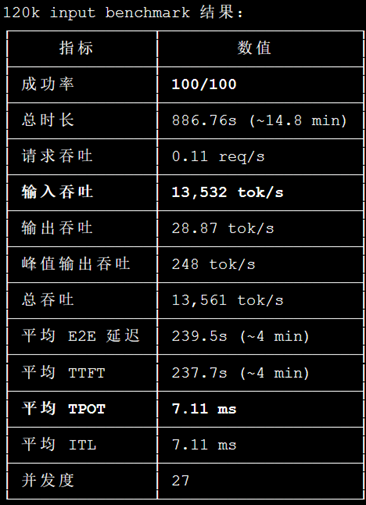 120k input benchmark 结果：
指标 数值
成功率 100/100
总时长 886.76s (~14.8 min)
请求吞吐 0.11 req/s
输入吞吐 13,532 tok/s
输出吞吐 28.87 tok/s
峰值输出吞吐 248 tok/s
总吞吐 13,561 tok/s
平均 E2E 延迟 239.5s (~4 min)
平均 TTFT 237.7s (~4 min)
平均 TPOT 7.11 ms
平均 ITL 7.11 ms
并发度 27